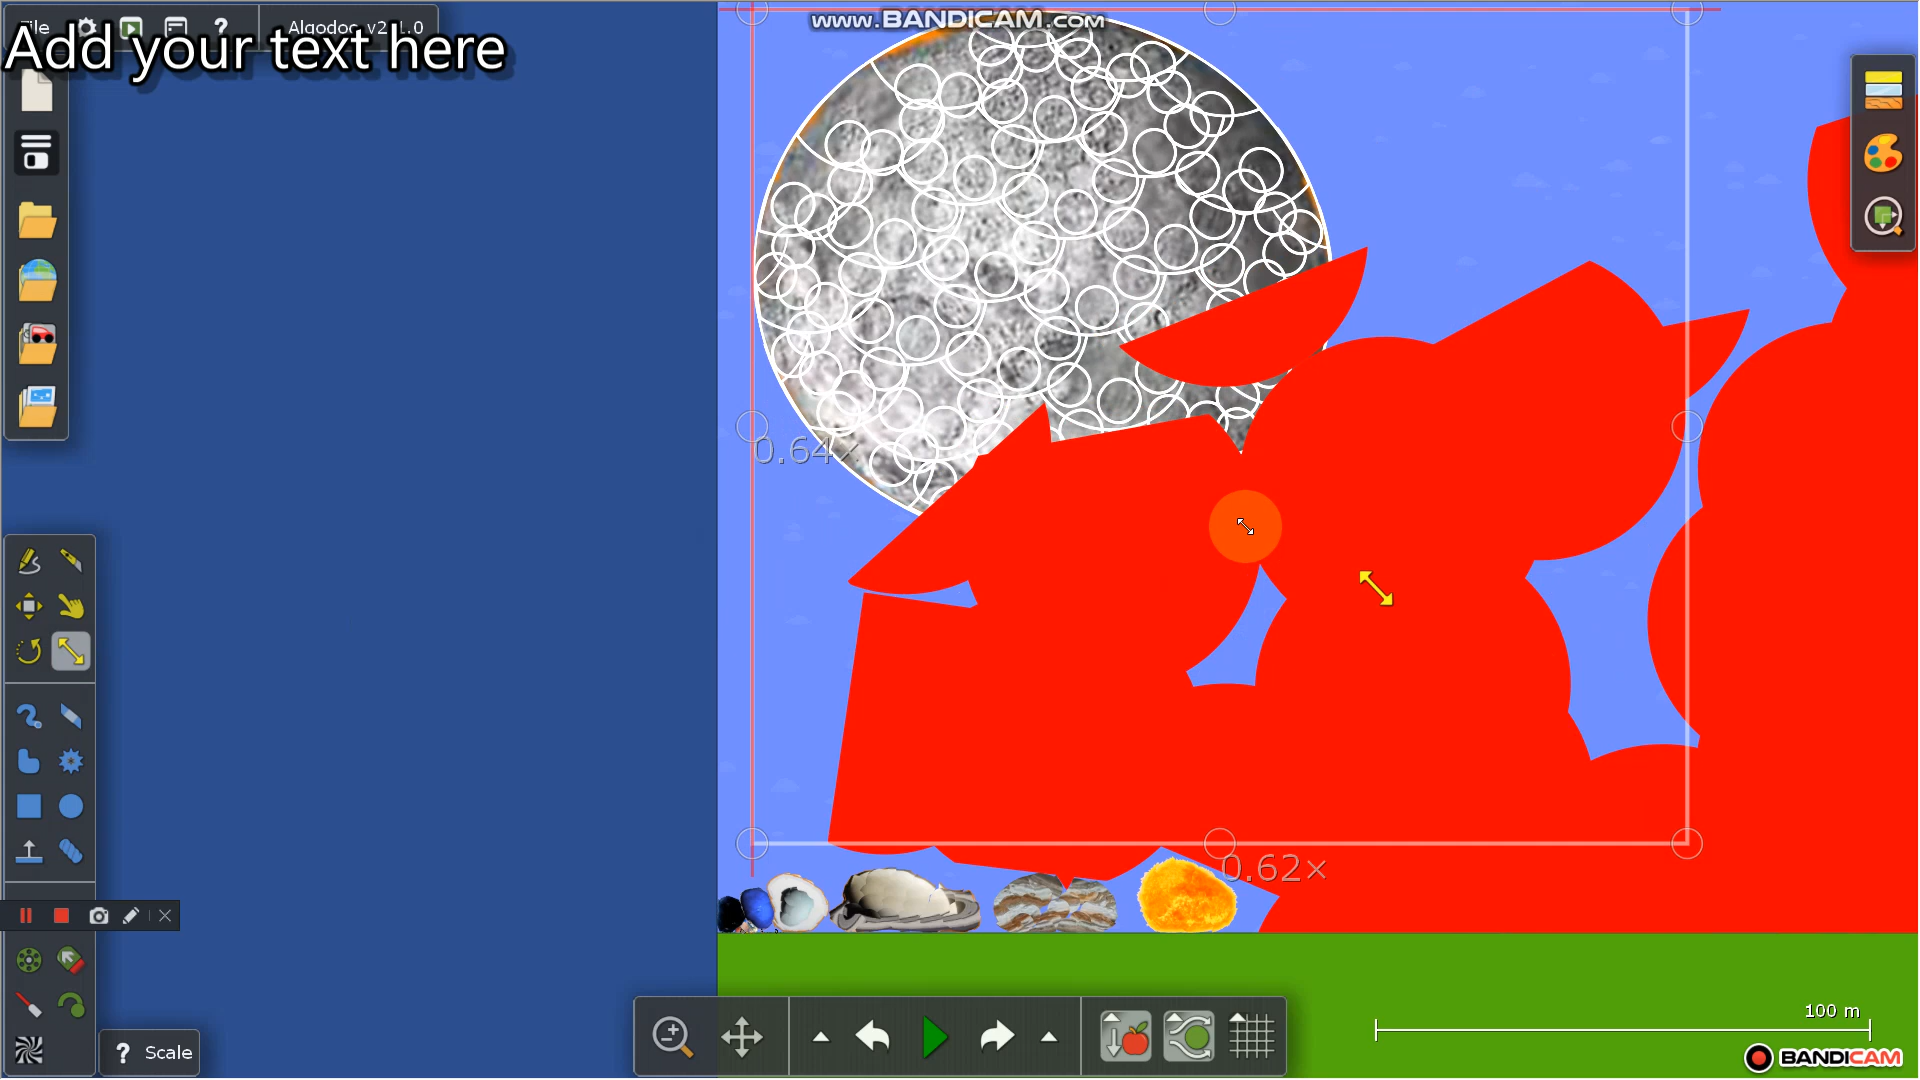 www.BANDICAM.com
File
?
Algodoo v2.1.0
Add your text here
0.64×
0.62×
100 m
? Scale
BANDICAM